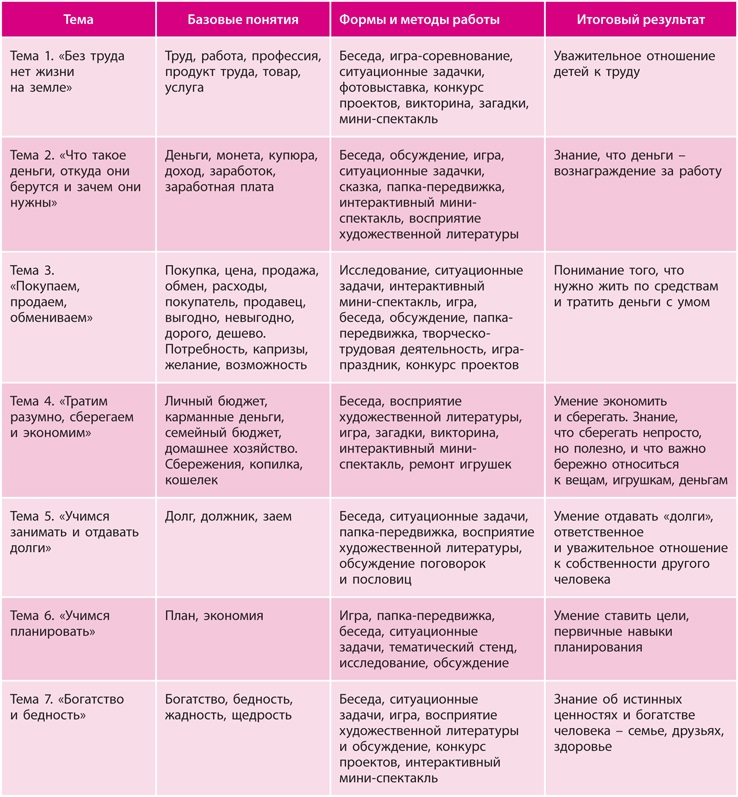 Тема
Базовые понятия
Формы и методы работы
Итоговый результат
Тема 1. «Без труда
нет жизни
на земле»
Труд, работа, профессия,
продукт труда, товар,
услуга
Беседа, игра-соревнование,
ситуационные задачки,
фотовыставка, конкурс
проектов, викторина, загадки,
мини-спектакль
Уважительное отношение
детей к труду
Тема 2. «Что такое
деньги, откуда они
берутся и зачем они
нужны»
Деньги, монета, купюра,
доход, заработок,
заработная плата
Беседа, обсуждение, игра,
ситуационные задачки,
сказка, папка-передвижка,
интерактивный мини-
спектакль, восприятие
художественной литературы
Знание, что деньги –
вознаграждение за работу
Тема 3.
«Покупаем,
продаем,
обмениваем»
Покупка, цена, продажа,
обмен, расходы,
покупатель, продавец,
выгодно, невыгодно,
дорого, дешево.
Потребность, капризы,
желание, возможность
Исследование, ситуационные
задачи, интерактивный
мини-спектакль, игра,
беседа, обсуждение, папка-
передвижка, творческо-
трудовая деятельность, игра-
праздник, конкурс проектов
Понимание того, что
нужно жить по средствам
и тратить деньги с умом
Тема 4. «Тратим
разумно, сберегаем
и экономим»
Личный бюджет,
карманные деньги,
семейный бюджет,
домашнее хозяйство.
Сбережения, копилка,
кошелек
Беседа, восприятие
художественной литературы,
игра, загадки, викторина,
интерактивный мини-
спектакль, ремонт игрушек
Умение экономить
и сберегать. Знание,
что сберегать непросто,
но полезно, и что важно
бережно относиться
к вещам, игрушкам, деньгам
Тема 5. «Учимся
занимать и отдавать
долги»
Долг, должник, заем
Беседа, ситуационные задачи,
папка-передвижка, восприятие
художественной литературы,
обсуждение поговорок
и пословиц
Умение отдавать «долги»,
ответственное
и уважительное отношение
к собственности другого
человека
Тема 6. «Учимся
планировать»
План, экономия
Игра, папка-передвижка,
беседа, ситуационные
задачи, тематический стенд,
исследование, обсуждение
Умение ставить цели,
первичные навыки
планирования
Тема 7. «Богатство
и бедность»
Богатство, бедность,
жадность, щедрость
Беседа, ситуационные
задачи, игра, восприятие
художественной литературы
и обсуждение, конкурс
проектов, интерактивный
мини-спектакль
Знание об истинных
ценностях и богатстве
человека – семье, друзьях,
здоровье